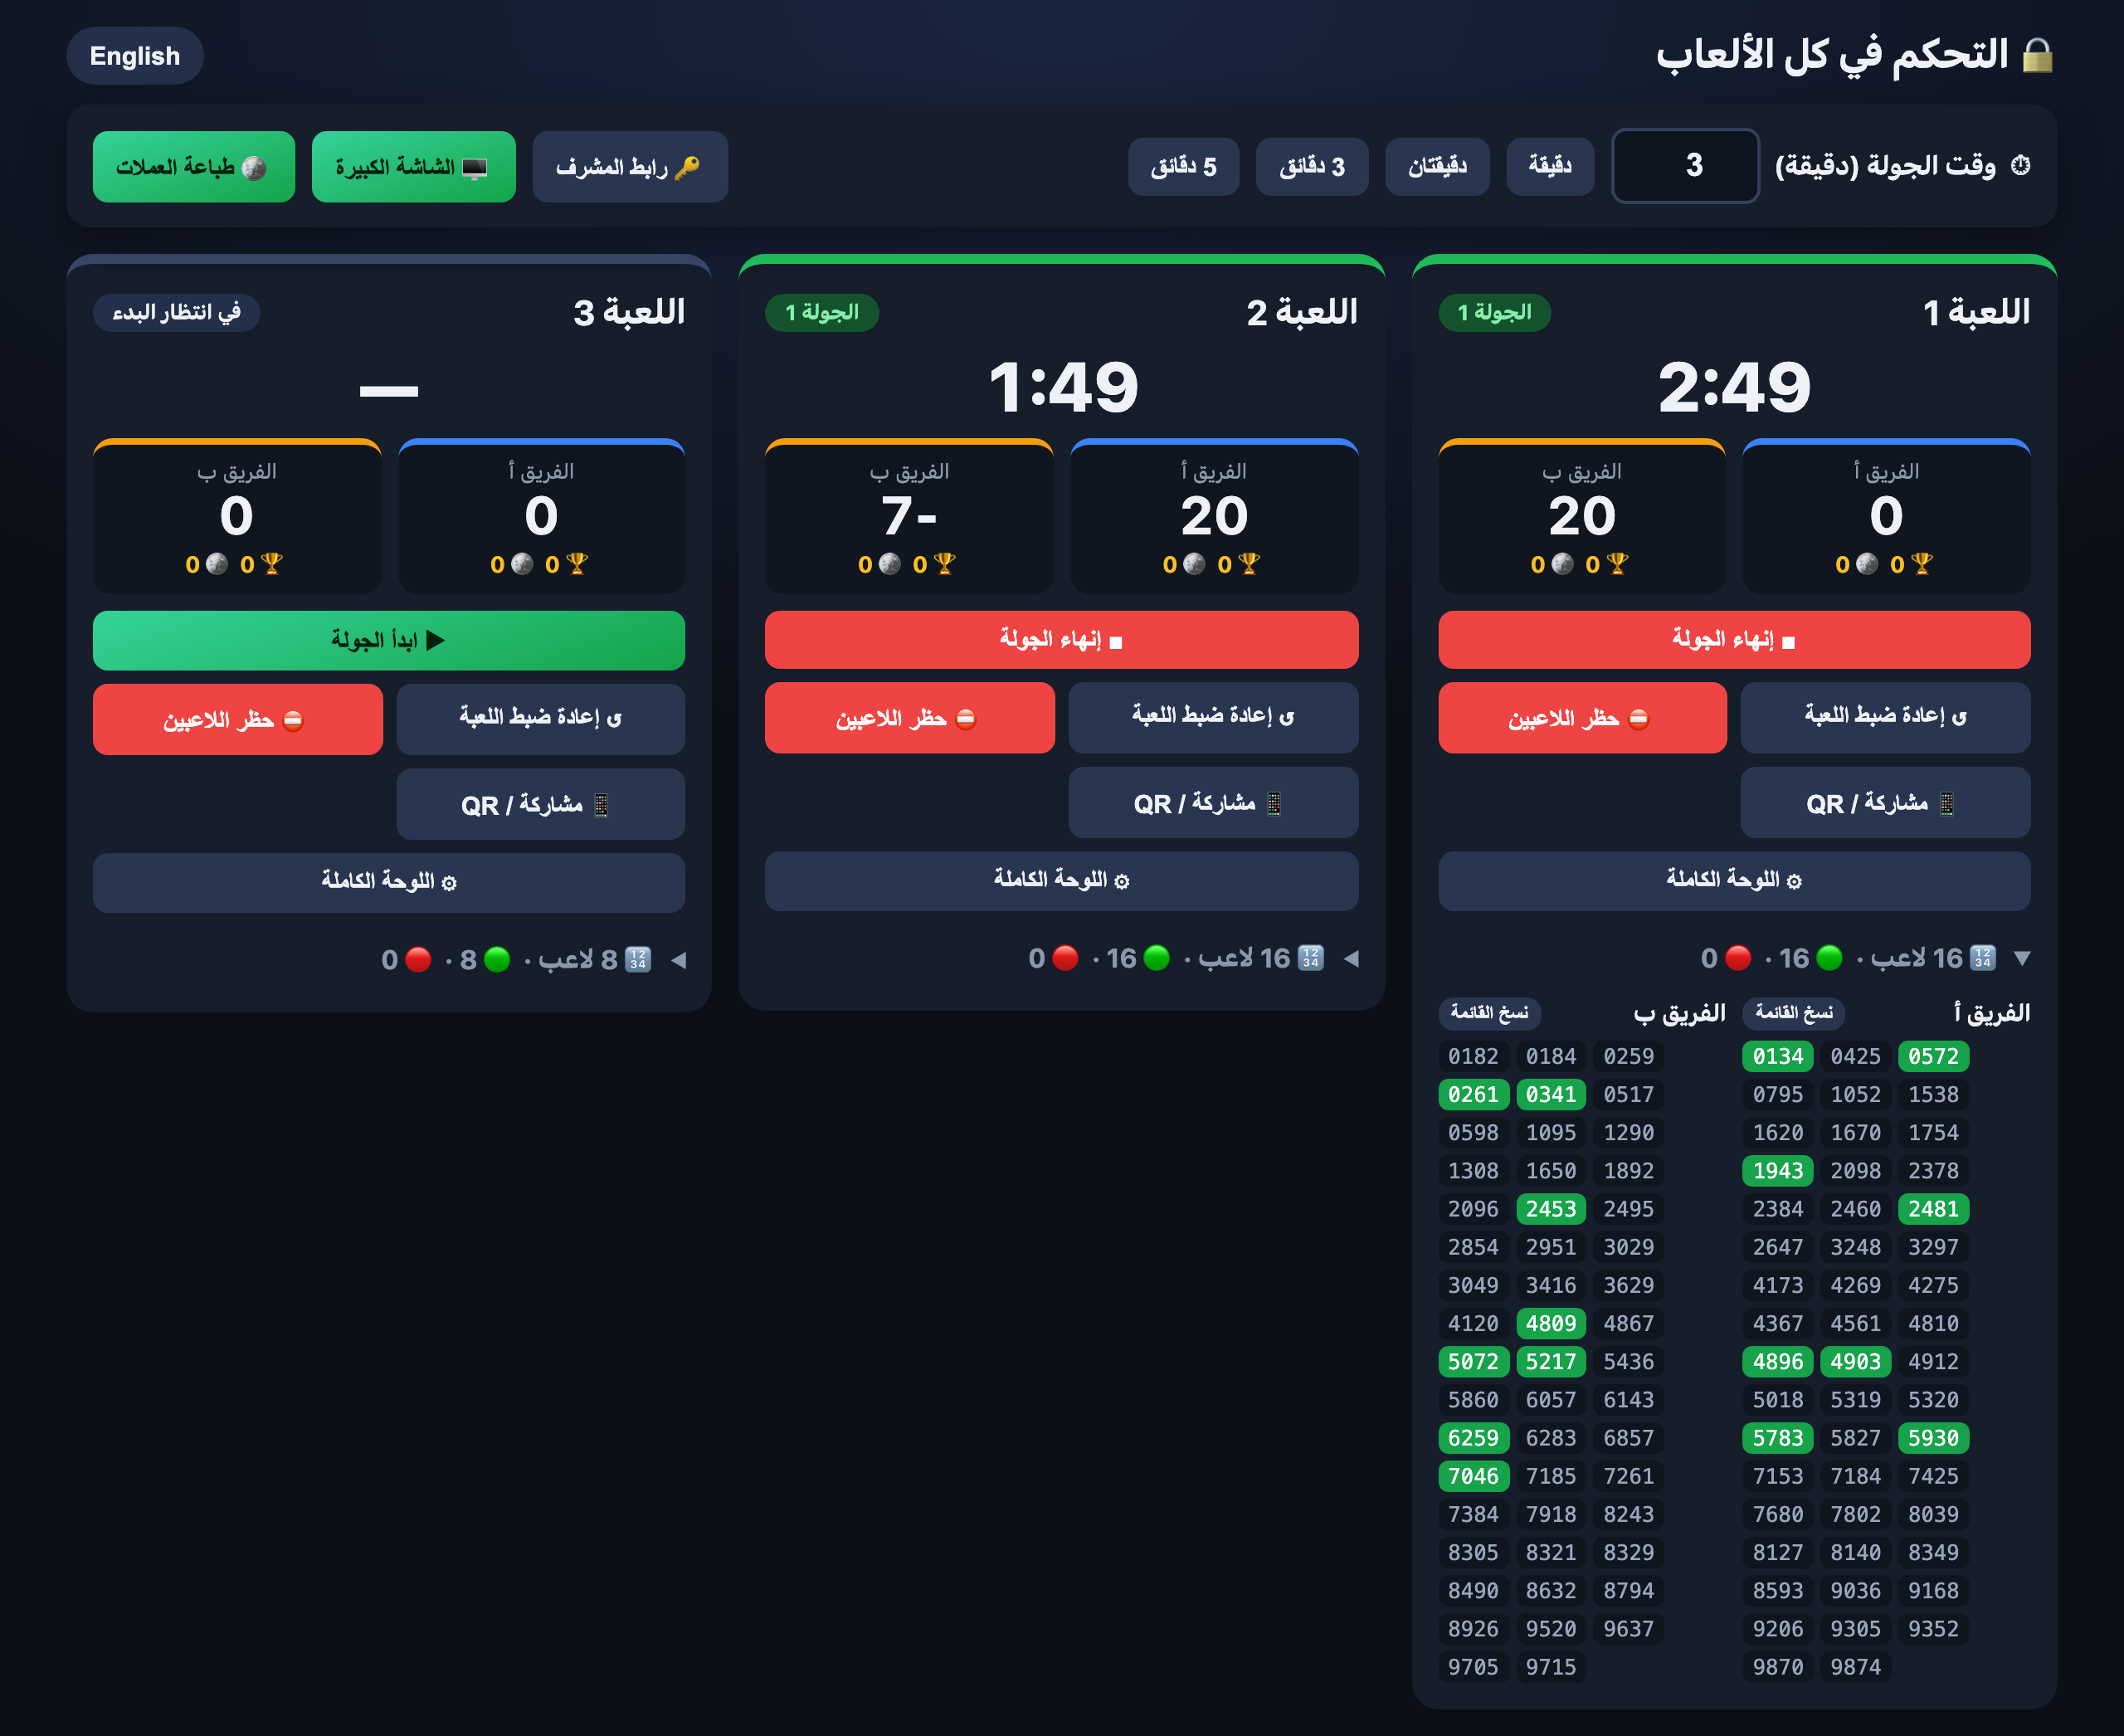 🔒 التحكم في كل الألعاب
English
⏱ وقت الجولة (دقيقة) 3 دقيقة دقيقتان 3 دقائق 5 دقائق
🔑 رابط المشرف 🖥️ الشاشة الكبيرة 🪙 طباعة العملات
اللعبة 1 الجولة 1
2:49
الفريق أ الفريق ب
0 20
🏆 0 🪙 0 🏆 0 🪙 0
■ إنهاء الجولة
↺ إعادة ضبط اللعبة ⛔ حظر اللاعبين
📱 مشاركة / QR
⚙ اللوحة الكاملة
▼ 🔢 16 لاعب · 🟢 16 · 🔴 0
الفريق أ نسخ القائمة
0134 0425 0572
0795 1052 1538
1620 1670 1754
1943 2098 2378
2384 2460 2481
2647 3248 3297
4173 4269 4275
4367 4561 4810
4896 4903 4912
5018 5319 5320
5783 5827 5930
7153 7184 7425
7680 7802 8039
8127 8140 8349
8593 9036 9168
9206 9305 9352
9870 9874
الفريق ب نسخ القائمة
0182 0184 0259
0261 0341 0517
0598 1095 1290
1308 1650 1892
2096 2453 2495
2854 2951 3029
3049 3416 3629
4120 4809 4867
5072 5217 5436
5860 6057 6143
6259 6283 6857
7046 7185 7261
7384 7918 8243
8305 8321 8329
8490 8632 8794
8926 9520 9637
9705 9715
اللعبة 2 الجولة 1
1:49
الفريق أ الفريق ب
20 7-
🏆 0 🪙 0 🏆 0 🪙 0
■ إنهاء الجولة
↺ إعادة ضبط اللعبة ⛔ حظر اللاعبين
📱 مشاركة / QR
⚙ اللوحة الكاملة
◀ 🔢 16 لاعب · 🟢 16 · 🔴 0
اللعبة 3 في انتظار البدء
—
الفريق أ الفريق ب
0 0
🏆 0 🪙 0 🏆 0 🪙 0
▶ ابدأ الجولة
↺ إعادة ضبط اللعبة ⛔ حظر اللاعبين
📱 مشاركة / QR
⚙ اللوحة الكاملة
◀ 🔢 8 لاعب · 🟢 8 · 🔴 0